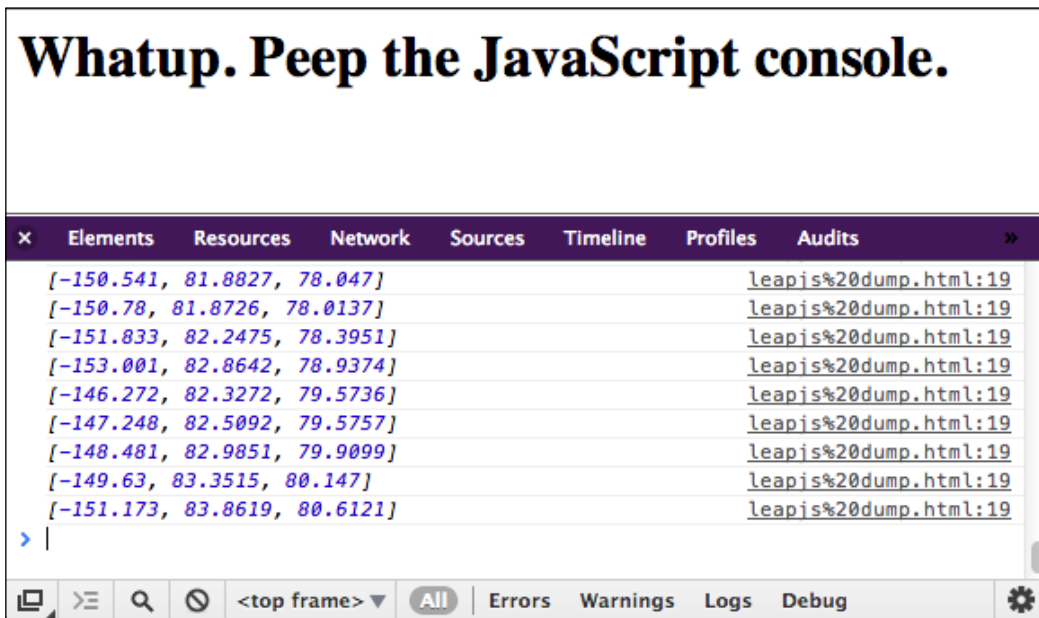 Whatup. Peep the JavaScript console.
× Elements Resources Network Sources Timeline Profiles Audits »
[-150.541, 81.8827, 78.047] leapjs%20dump.html:19
[-150.78, 81.8726, 78.0137] leapjs%20dump.html:19
[-151.833, 82.2475, 78.3951] leapjs%20dump.html:19
[-153.001, 82.8642, 78.9374] leapjs%20dump.html:19
[-146.272, 82.3272, 79.5736] leapjs%20dump.html:19
[-147.248, 82.5092, 79.5757] leapjs%20dump.html:19
[-148.481, 82.9851, 79.9099] leapjs%20dump.html:19
[-149.63, 83.3515, 80.147] leapjs%20dump.html:19
[-151.173, 83.8619, 80.6121] leapjs%20dump.html:19
>
<top frame> ▼ All Errors Warnings Logs Debug